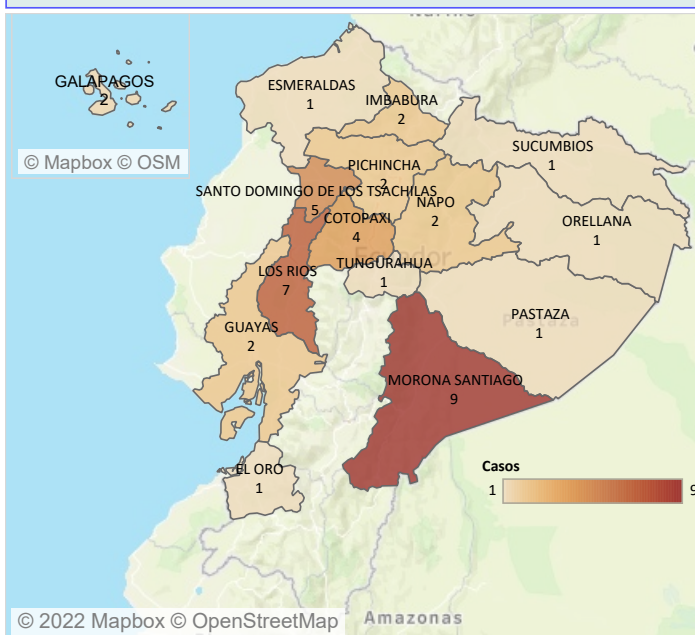 GALAPAGOS
2
© Mapbox © OSM
ESMERALDAS
1
IMBABURA
2
SUCUMBIOS
1
PICHINCHA
2
SANTO DOMINGO DE LOS TSACHILAS
5
NAPO
2
COTOPAXI
4
ORELLANA
1
Ecuador
TUNGURAHUA
1
LOS RIOS
7
GUAYAS
2
PASTAZA
1
Pastaza
MORONA SANTIAGO
9
EL ORO
1
Casos
1
9
Amazonas
© 2022 Mapbox © OpenStreetMap